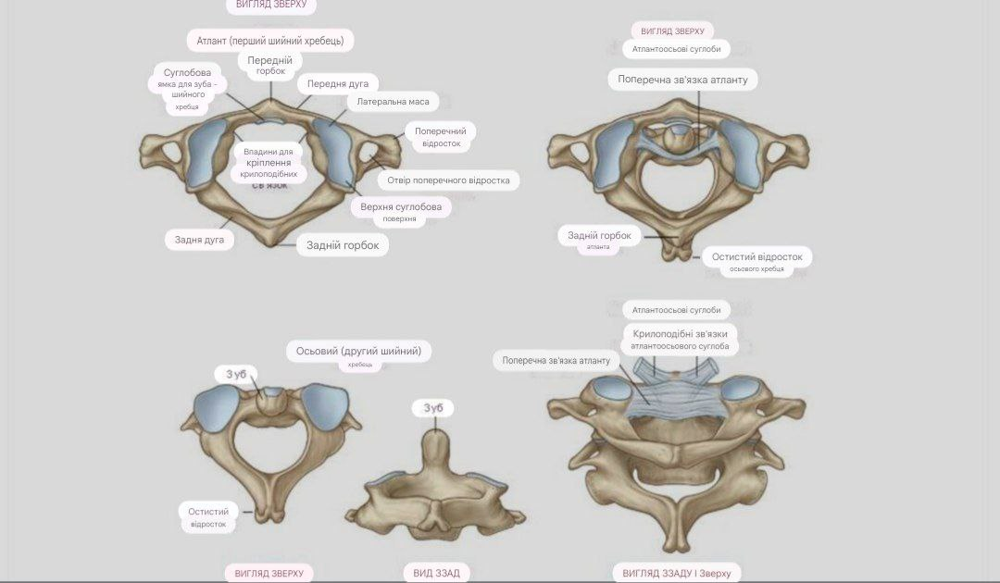 ВИГЛЯД ЗВЕРХУ
Атлант (перший шийний хребець)
Передній
горбок
Суглобова
ямка для зуба -
шийного
хребця
Передня дуга
Латеральна маса
Поперечний
відросток
Впадини для
кріплення
крилоподібних
св'язок
Отвір поперечного відростка
Верхня суглобова
поверхня
Задня дуга
Задній горбок
ВИГЛЯД ЗВЕРХУ
Атлантоосьові суглоби
Поперечна зв'язка атланту
Задній горбок
атланта
Остистий відросток
осьового хребця
Осьовий (другий шийний)
хребець
Зуб
Зуб
Остистий
відросток
ВИГЛЯД ЗВЕРХУ
ВИД ЗЗАД
Атлантоосьові суглоби
Крилоподібні зв'язки
атлантоосьового суглоба
Поперечна зв'язка атланту
ВИГЛЯД ЗЗАДУ І Зверху